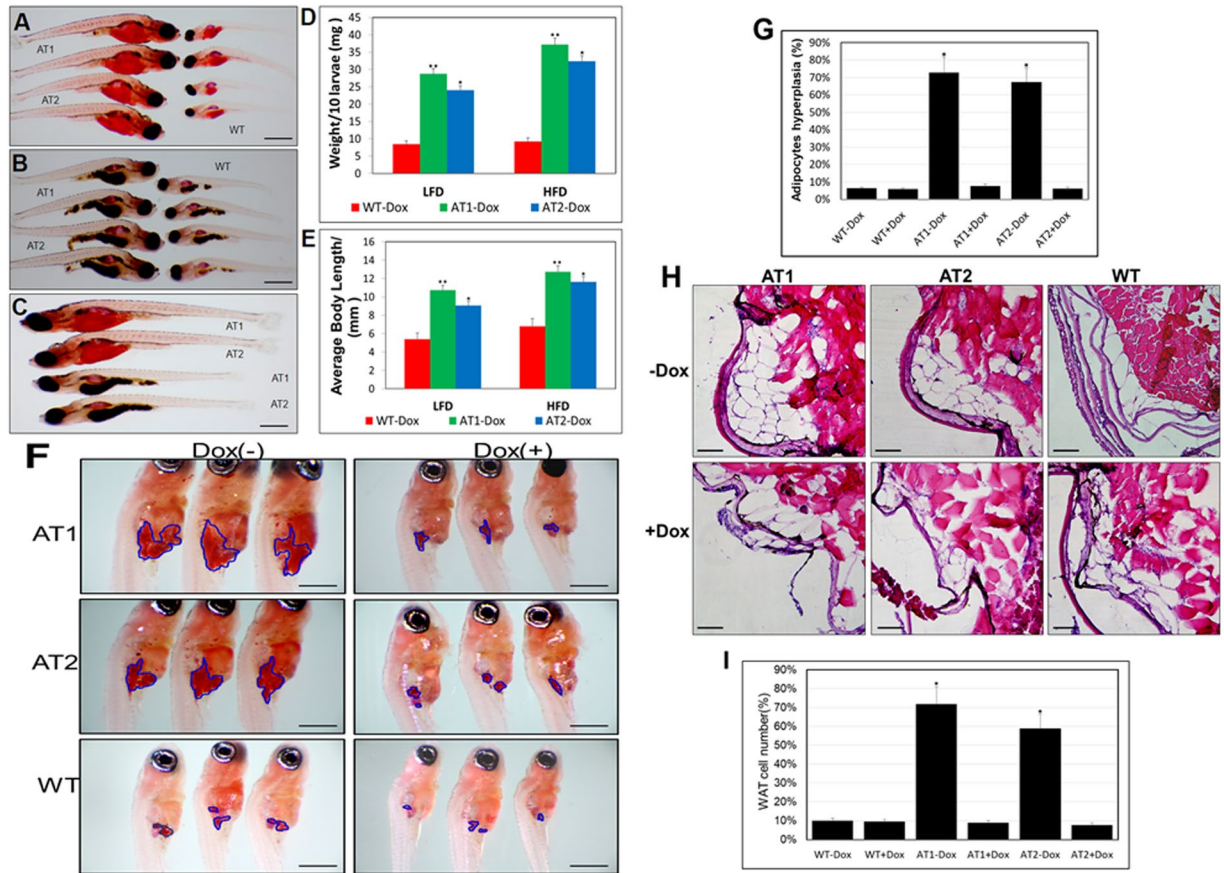 A
AT1
AT2
WT
B
WT
AT1
AT2
C
AT1
AT2
AT1
AT2
D
Weight/10 larvae (mg)
45
40
35
30
25
20
15
10
5
0
** * ** *
LFD HFD
WT-Dox AT1-Dox AT2-Dox
E
Average Body Length/
(mm )
16
14
12
10
8
6
4
2
0
** * ** *
LFD HFD
WT-Dox AT1-Dox AT2-Dox
F
Dox(-) Dox(+)
AT1
AT2
WT
G
Adipocytes hyperplasia (%)
90%
80%
70%
60%
50%
40%
30%
20%
10%
0%
* *
WT-Dox WT+Dox AT1-Dox AT1+Dox AT2-Dox AT2+Dox
H
AT1 AT2 WT
-Dox
+Dox
I
WAT cell number(%)
90%
80%
70%
60%
50%
40%
30%
20%
10%
0%
* *
WT-Dox WT+Dox AT1-Dox AT1+Dox AT2-Dox AT2+Dox